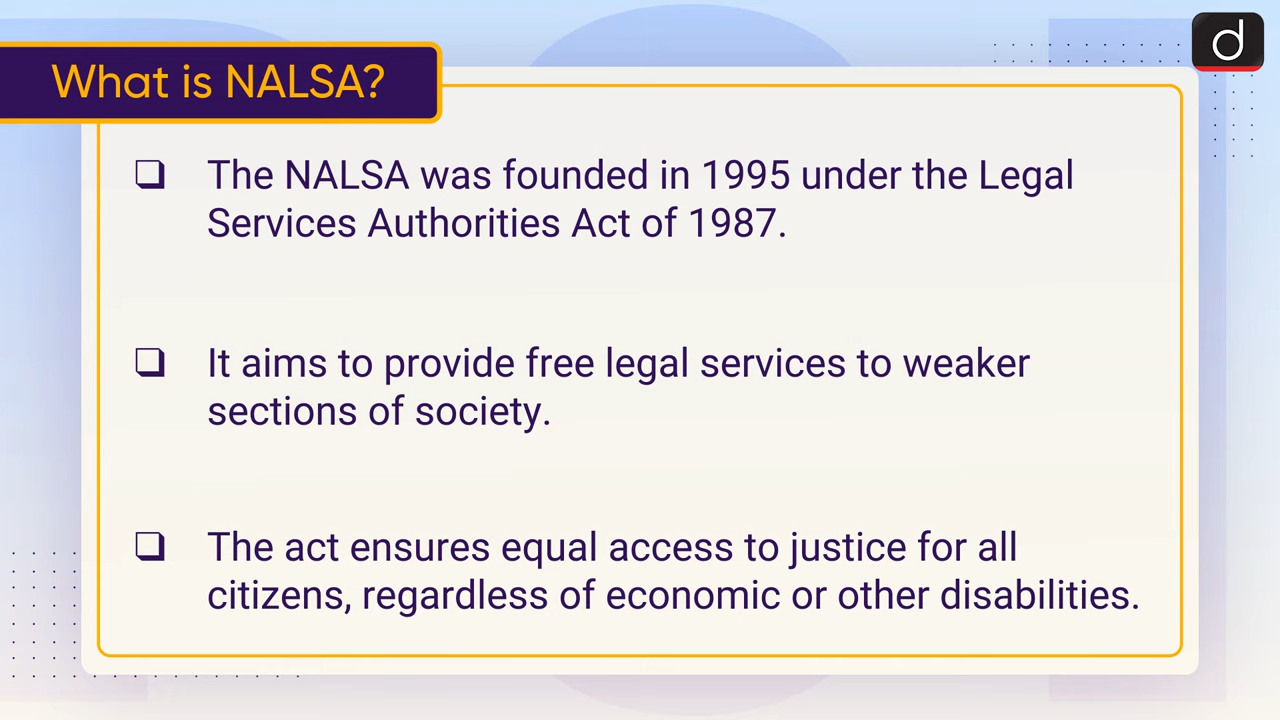 What is NALSA?
d
❑ The NALSA was founded in 1995 under the Legal
Services Authorities Act of 1987.
❑ It aims to provide free legal services to weaker
sections of society.
❑ The act ensures equal access to justice for all
citizens, regardless of economic or other disabilities.